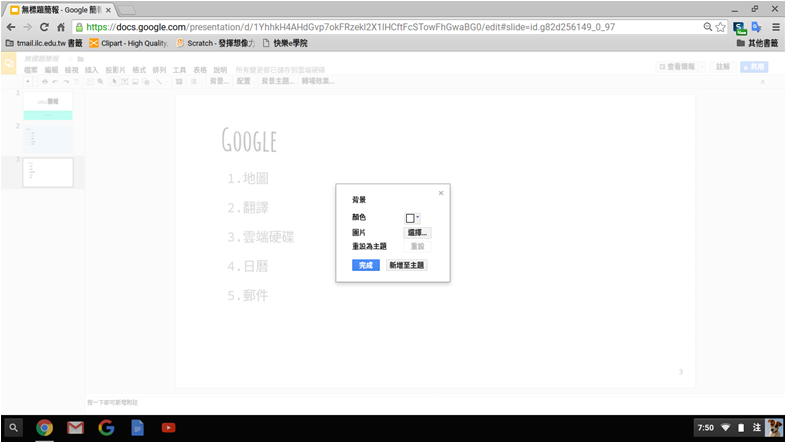 無標題簡報 - Google 簡報
https://docs.google.com/presentation/d/1YhhkH4AHdGvp7okFRzekl2X1IHCftFcSTowFhGwaBG0/edit#slide=id.g82d256149_0_97
tmail.ilc.edu.tw 書籤 Clipart - High Quality, Scratch - 發揮想像力 快樂e學院 其他書籤
無標題簡報
檔案 編輯 檢視 插入 投影片 格式 排列 工具 表格 說明 所有變更都已儲存到雲端硬碟 查看簡報 註解 共用
背景... 配置 背景主題... 轉場效果...
1
2
3
Google
1.地圖
2.翻譯
3.雲端硬碟
4.日曆
5.郵件
3
背景
顏色
圖片 選擇...
重設為主題 重設
完成 新增至主題
按一下即可新增附註
7:50 注